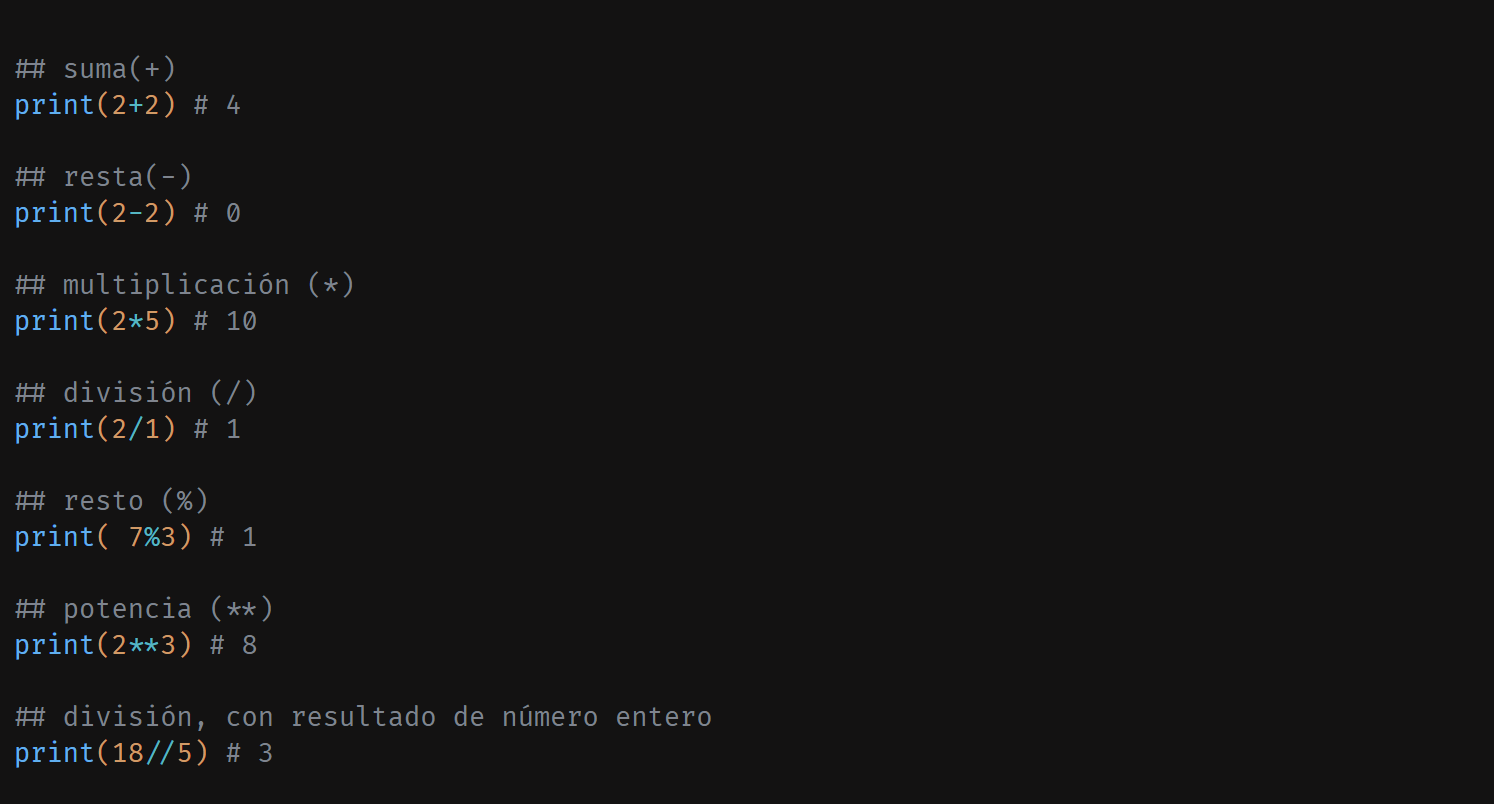 ## suma(+)
print(2+2) # 4
## resta(-)
print(2-2) # 0
## multiplicación (*)
print(2*5) # 10
## división (/)
print(2/1) # 1
## resto (%)
print( 7%3) # 1
## potencia (**)
print(2**3) # 8
## división, con resultado de número entero
print(18//5) # 3